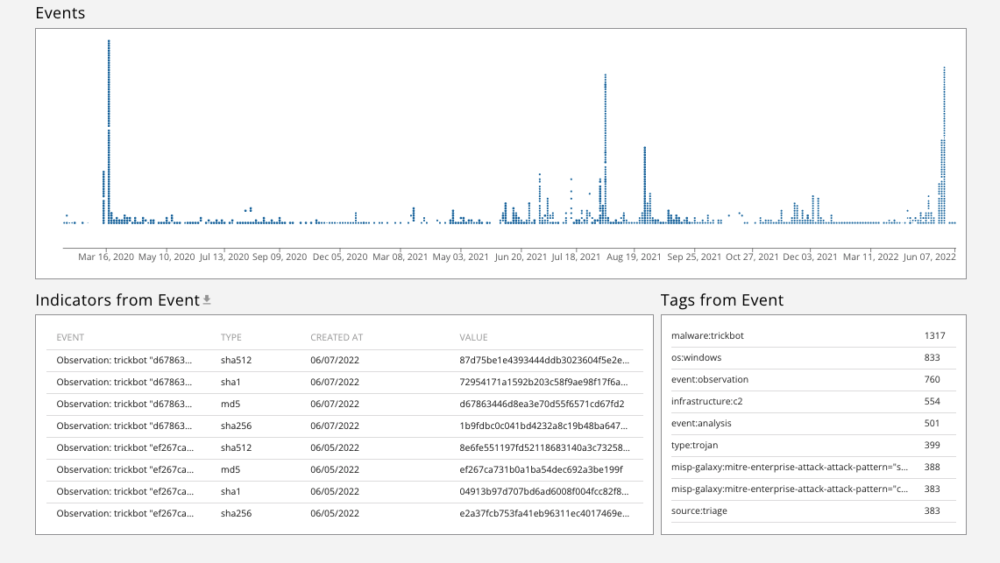 Events
Mar 16, 2020 May 10, 2020 Jul 13, 2020 Sep 09, 2020 Dec 05, 2020 Mar 08, 2021 May 03, 2021 Jun 20, 2021 Jul 18, 2021 Aug 19, 2021 Sep 25, 2021 Oct 27, 2021 Dec 03, 2021 Mar 11, 2022 Jun 07, 2022
Indicators from Event
EVENT TYPE CREATED AT VALUE
Observation: trickbot "d67863... sha512 06/07/2022 87d75be1e4393444ddb3023604f5e2e...
Observation: trickbot "d67863... sha1 06/07/2022 72954171a1592b203c58f9ae98f17f6a...
Observation: trickbot "d67863... md5 06/07/2022 d67863446d8ea3e70d55f6571cd67fd2
Observation: trickbot "d67863... sha256 06/07/2022 1b9fdbc0c041bd4232a8c19b48ba647...
Observation: trickbot "ef267ca... sha512 06/05/2022 8e6fe551197fd52118683140a3c73258...
Observation: trickbot "ef267ca... md5 06/05/2022 ef267ca731b0a1ba54dec692a3be199f
Observation: trickbot "ef267ca... sha1 06/05/2022 04913b97d707bd6ad6008f004fcc82f8...
Observation: trickbot "ef267ca... sha256 06/05/2022 e2a37fcb753fa41eb96311ec4017469e...
Tags from Event
malware:trickbot 1317
os:windows 833
event:observation 760
infrastructure:c2 554
event:analysis 501
type:trojan 399
misp-galaxy:mitre-enterprise-attack-attack-pattern="s... 388
misp-galaxy:mitre-enterprise-attack-attack-pattern="c... 383
source:triage 383